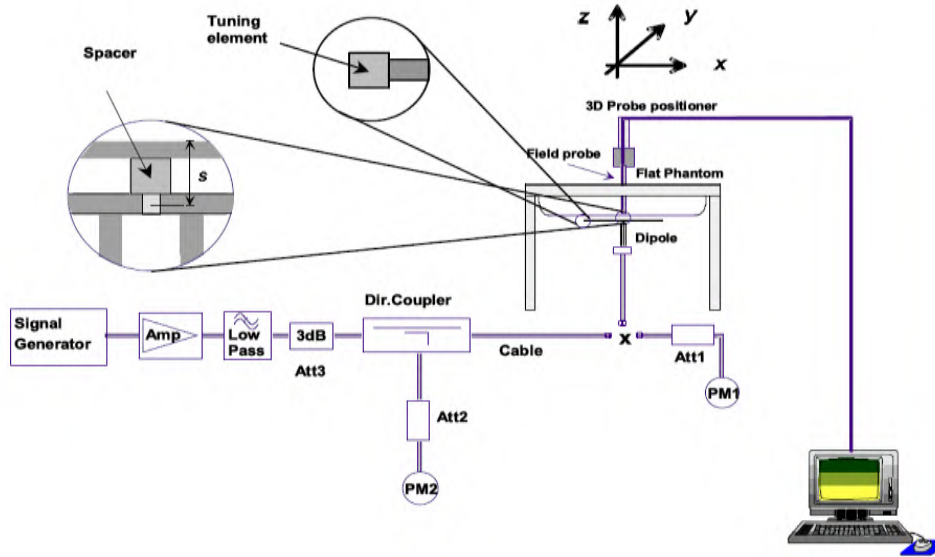 Tuning
element
Spacer
s
z
y
x
3D Probe positioner
Field probe
Flat Phantom
Dipole
Signal
Generator
Amp
Low
Pass
3dB
Att3
Dir.Coupler
Cable
x
Att1
PM1
Att2
PM2